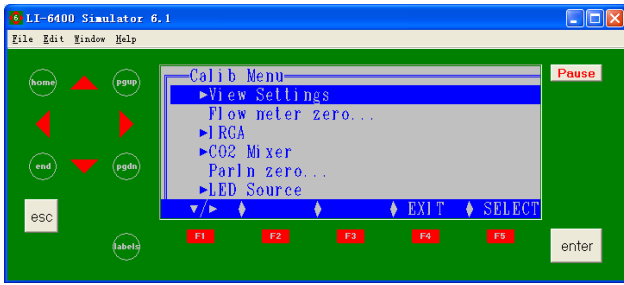 6 LI-6400 Simulator 6.1
File Edit Window Help
home
pgup
end
pgdn
esc
labels
Calib Menu
►View Settings
Flow meter zero...
►IRGA
►CO2 Mixer
ParIn zero...
►LED Source
▼/► ♦ ♦ ♦ EXIT ♦ SELECT
F1 F2 F3 F4 F5
Pause
enter